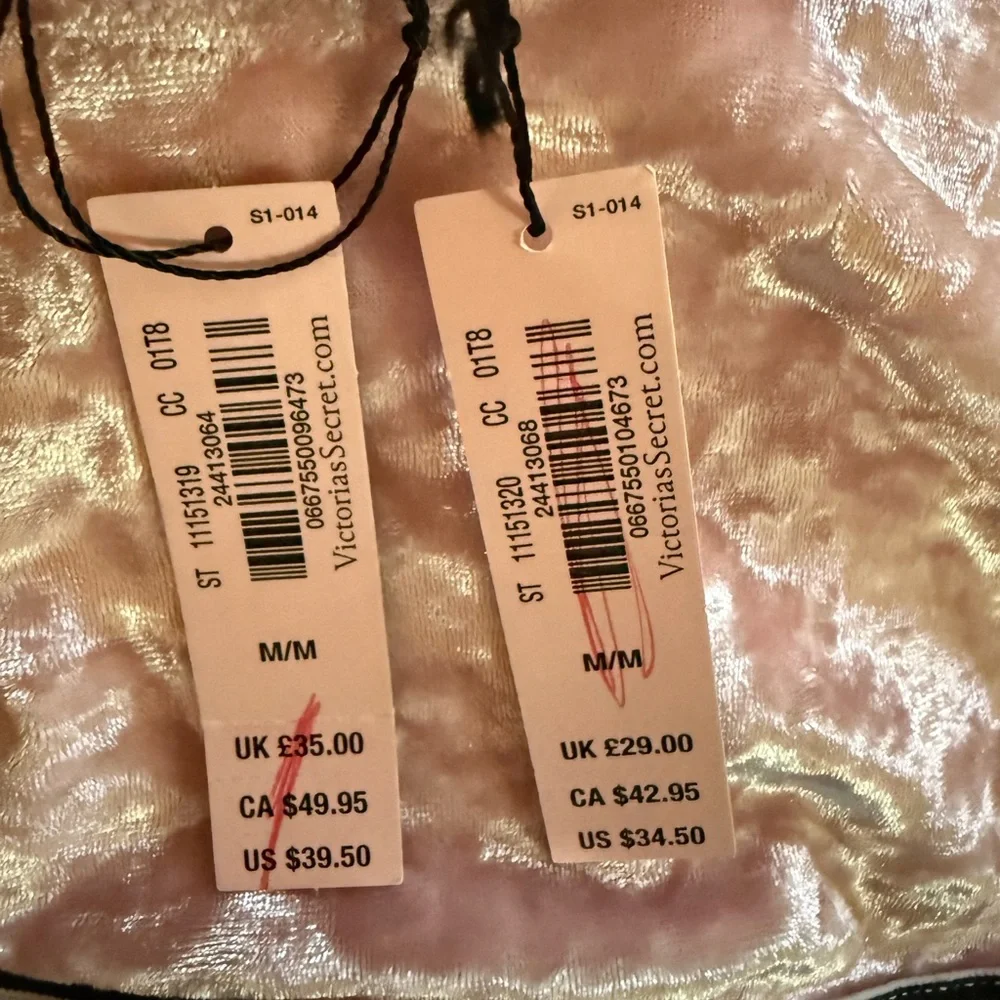 S1-014
ST 11151319 CC 01T8
24413064
0667550096473
VictoriasSecret.com
M/M
UK £35.00
CA $49.95
US $39.50
S1-014
ST 11151320 CC 01T8
24413068
0667550104673
VictoriasSecret.com
M/M
UK £29.00
CA $42.95
US $34.50